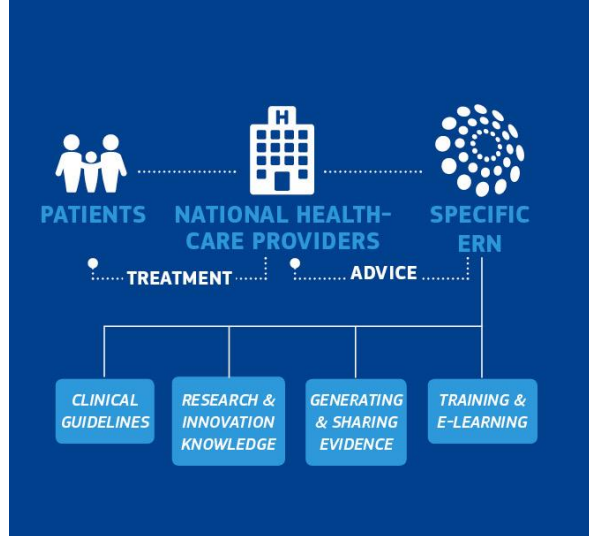 H
PATIENTS
NATIONAL HEALTH-
CARE PROVIDERS
SPECIFIC
ERN
TREATMENT
ADVICE
CLINICAL
GUIDELINES
RESEARCH &
INNOVATION
KNOWLEDGE
GENERATING
& SHARING
EVIDENCE
TRAINING &
E-LEARNING